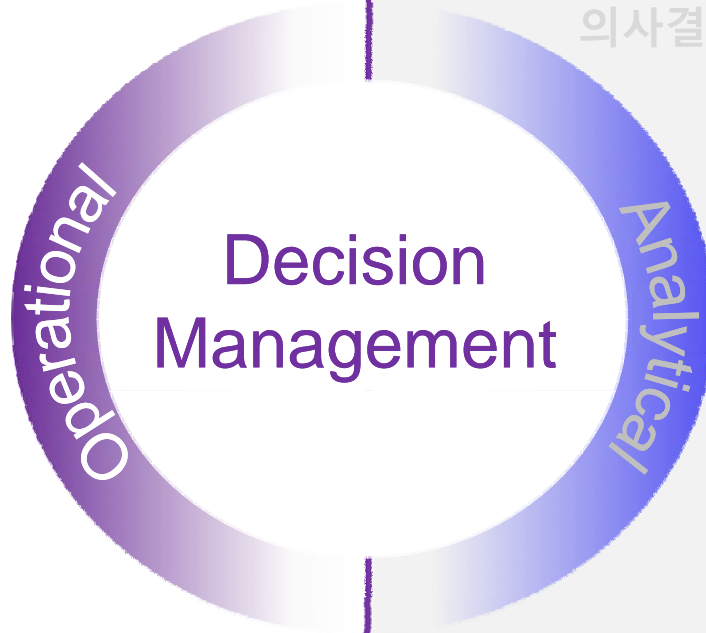 의사결
Operational
Decision
Management
Analytical